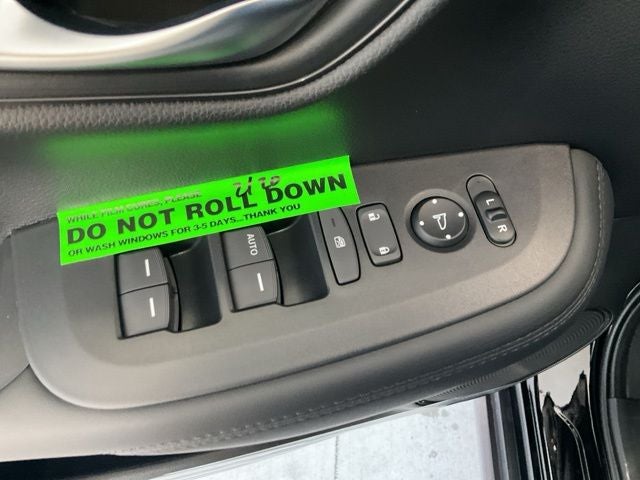 WHILE FILM CURES, PLEASE
DO NOT ROLL DOWN
OR WASH WINDOWS FOR 3-5 DAYS...THANK YOU
AUTO
L
R